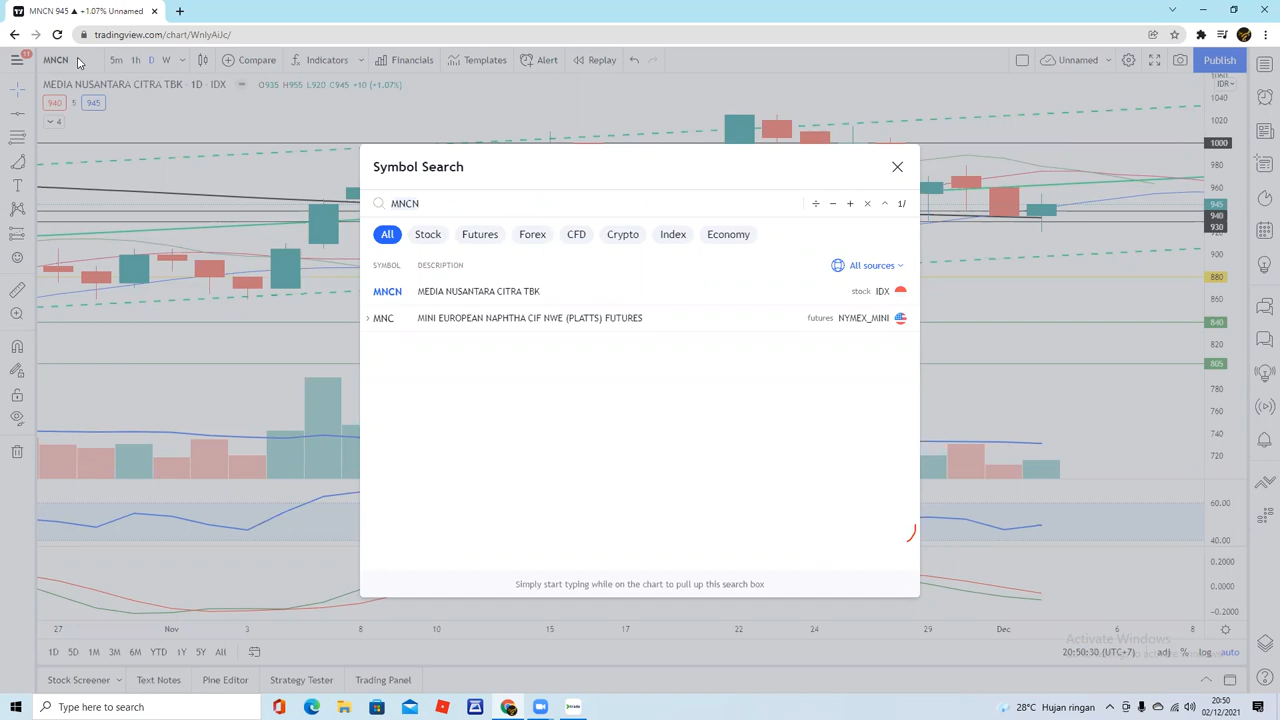 MNCN 945 ▲ +1.07% Unnamed
tradingview.com/chart/WnlyAiJc/
11
MNCN 5m 1h D W Compare Indicators Financials Templates Alert Replay Unnamed Publish
MEDIA NUSANTARA CITRA TBK · 1D · IDX O935 H955 L920 C945 +10 (+1.07%)
IDR
940 5 945
4
1040
1020
1000
980
960
945
940
930
900
880
860
840
820
805
780
760
740
720
60.00
40.00
0.2000
0.0000
−0.2000
Symbol Search
MNCN ÷ − + × 1/
All Stock Futures Forex CFD Crypto Index Economy
SYMBOL DESCRIPTION All sources
MNCN MEDIA NUSANTARA CITRA TBK stock IDX
MNC MINI EUROPEAN NAPHTHA CIF NWE (PLATTS) FUTURES futures NYMEX_MINI
Simply start typing while on the chart to pull up this search box
27 Nov 3 8 10 15 17 22 24 29 Dec 6 8
Activate Windows
1D 5D 1M 3M 6M YTD 1Y 5Y All 20:50:30 (UTC+7) adj % log auto
Stock Screener Text Notes Pine Editor Strategy Tester Trading Panel
Type here to search 28°C Hujan ringan 20:50
02/12/2021